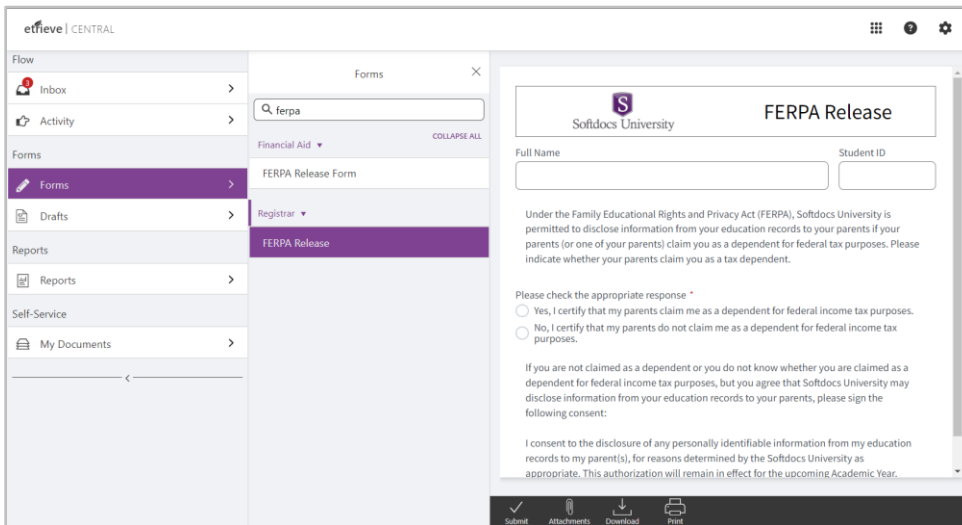 etrieve | CENTRAL
Flow
3
Inbox
Activity
Forms
Forms
Drafts
Reports
Reports
Self-Service
My Documents
Forms
ferpa
COLLAPSE ALL
Financial Aid
FERPA Release Form
Registrar
FERPA Release
S
Softdocs University
FERPA Release
Full Name
Student ID
Under the Family Educational Rights and Privacy Act (FERPA), Softdocs University is
permitted to disclose information from your education records to your parents if your
parents (or one of your parents) claim you as a dependent for federal tax purposes. Please
indicate whether your parents claim you as a tax dependent.
Please check the appropriate response *
Yes, I certify that my parents claim me as a dependent for federal income tax purposes.
No, I certify that my parents do not claim me as a dependent for federal income tax
purposes.
If you are not claimed as a dependent or you do not know whether you are claimed as a
dependent for federal income tax purposes, but you agree that Softdocs University may
disclose information from your education records to your parents, please sign the
following consent:
I consent to the disclosure of any personally identifiable information from my education
records to my parent(s), for reasons determined by the Softdocs University as
appropriate. This authorization will remain in effect for the upcoming Academic Year.
Submit
Attachments
Download
Print